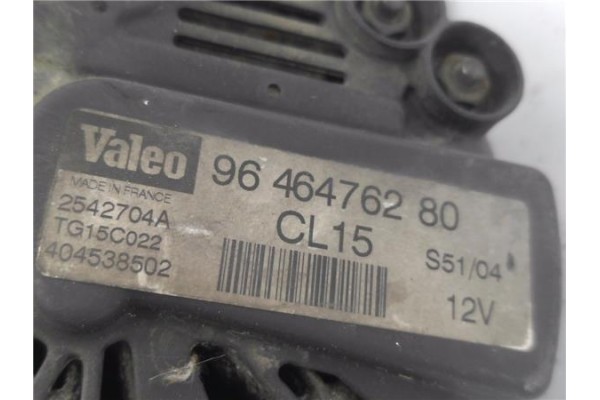 Valeo
MADE IN FRANCE
2542704A
TG15C022
404538502
96 464762 80
CL15
S51/04
12V